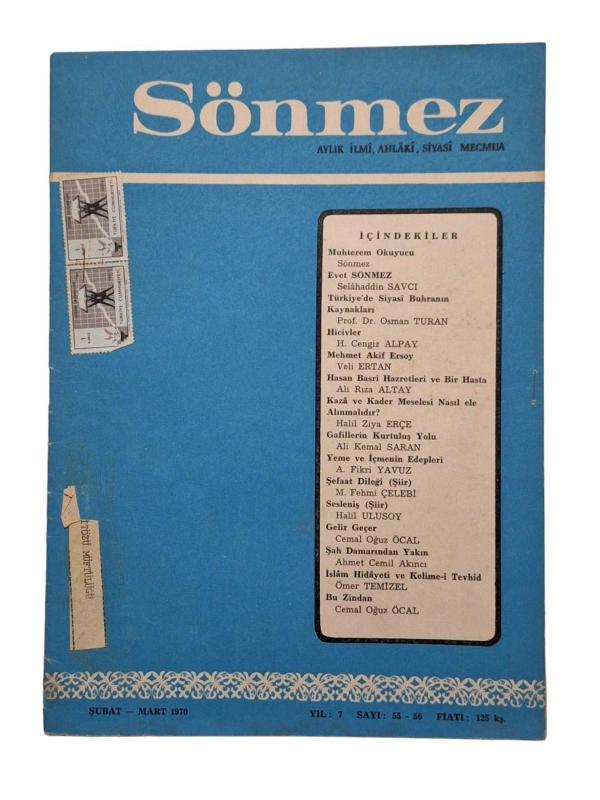 Sönmez
AYLIK İLMÎ, AHLÂKÎ, SİYASÎ MECMUA
İÇİNDEKİLER
Muhterem Okuyucu
Sönmez
Evet SÖNMEZ
Selâhaddin SAVCI
Türkiye'de Siyasî Buhranın
Kaynakları
Prof. Dr. Osman TURAN
Hicivler
H. Cengiz ALPAY
Mehmet Akif Ersoy
Veli ERTAN
Hasan Basri Hazretleri ve Bir Hasta
Ali Rıza ALTAY
Kazâ ve Kader Meselesi Nasıl ele
Alınmalıdır?
Halil Ziya ERÇE
Gafillerin Kurtuluş Yolu
Ali Kemal SARAN
Yeme ve İçmenin Edepleri
A. Fikri YAVUZ
Şefaat Dileği (Şiir)
M. Fehmi ÇELEBİ
Sesleniş (Şiir)
Halil ULUSOY
Gelir Geçer
Cemal Oğuz ÖCAL
Şah Damarından Yakın
Ahmet Cemil Akıncı
İslâm Hidâyeti ve Kelime-i Tevhîd
Ömer TEMİZEL
Bu Zindan
Cemal Oğuz ÖCAL
MÜFTÜLÜĞÜ
ŞUBAT — MART 1970
YIL: 7 SAYI: 55 - 56 FİATI: 125 kş.